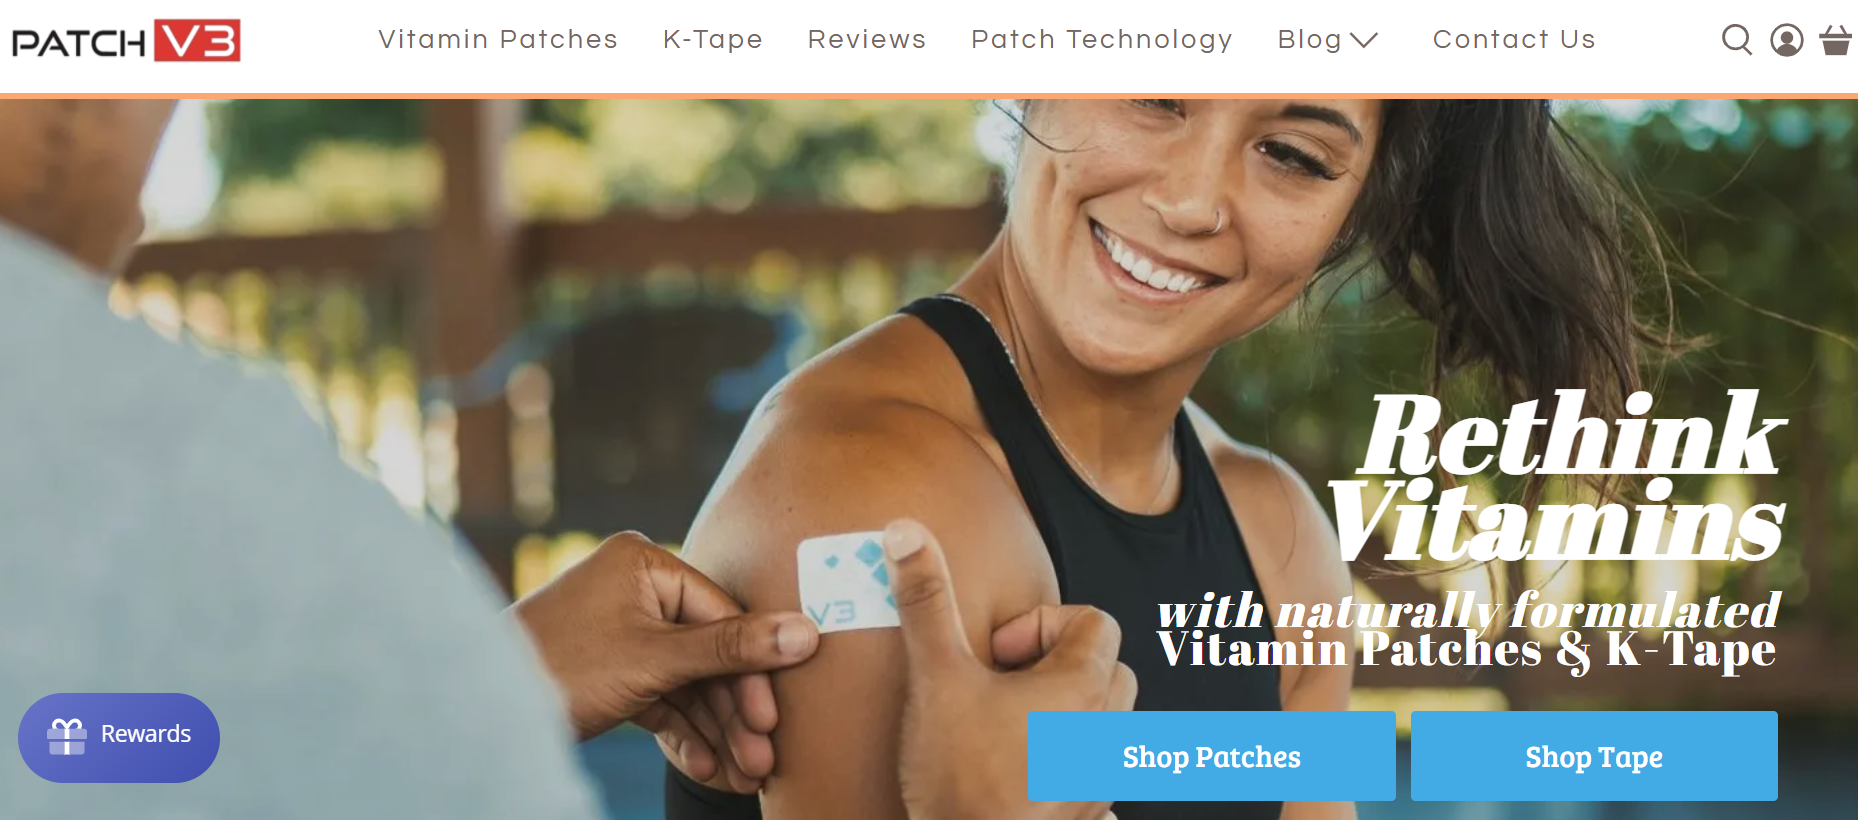 PATCH V3
Vitamin Patches K-Tape Reviews Patch Technology Blog Contact Us
Rethink
Vitamins
V3
with naturally formulated
Vitamin Patches & K-Tape
Rewards
Shop Patches Shop Tape